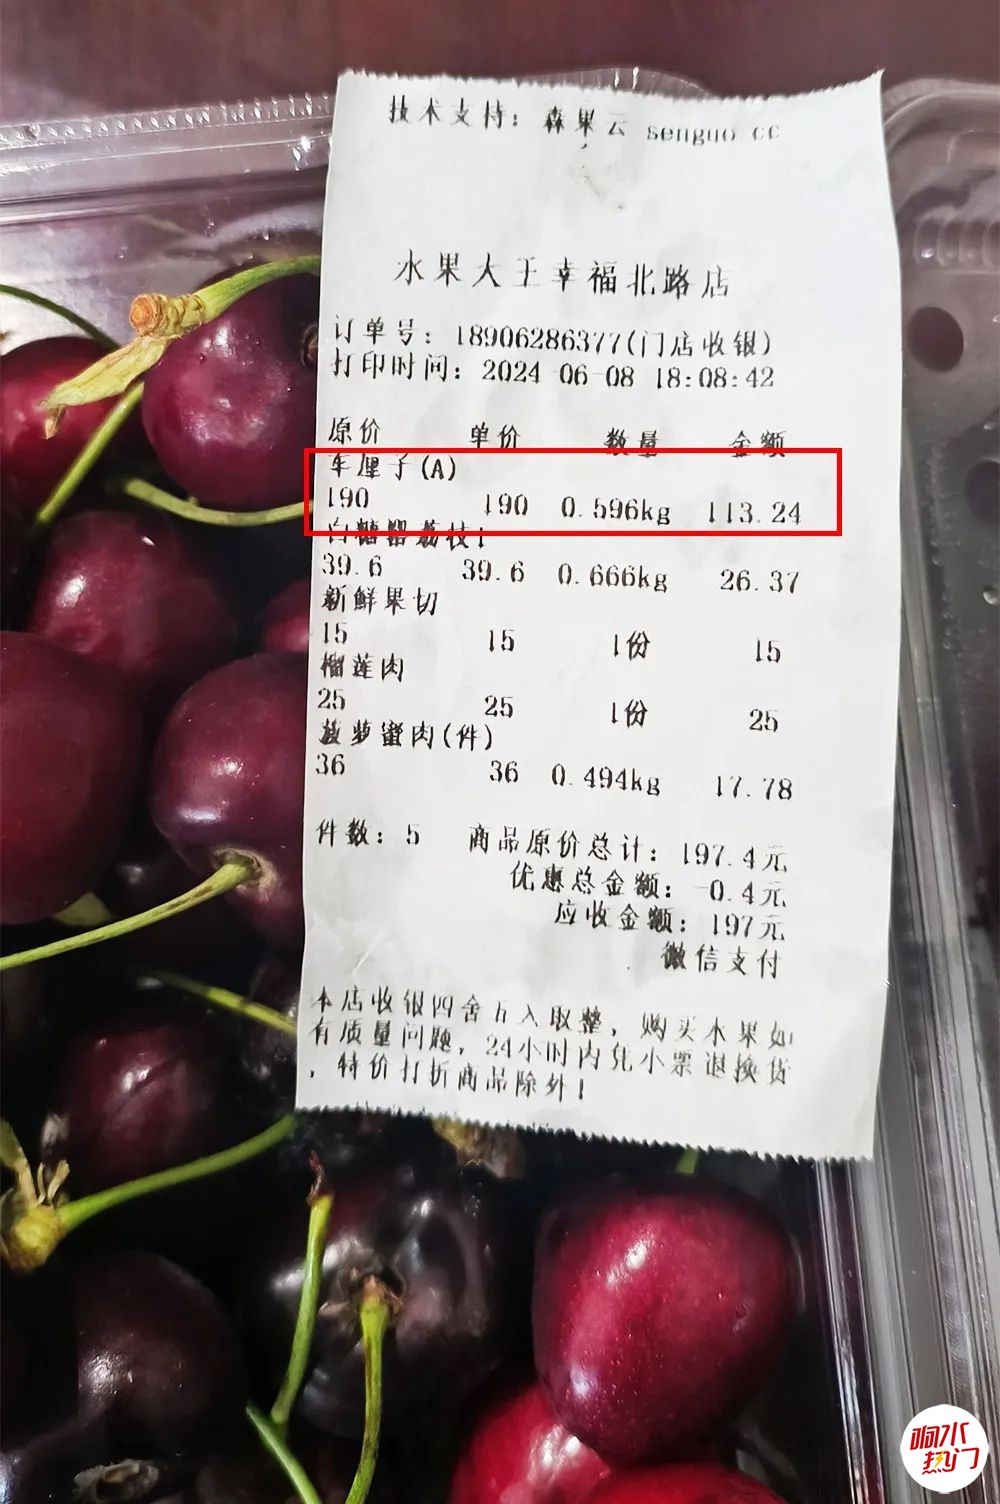 技术支持：森果云 senguo.cc
水果大王幸福北路店
订单号：18906286377(门店收银)
打印时间：2024-06-08 18:08:42
原价 单价 数量 金额
车厘子(A)
190 190 0.596kg 113.24
白糖罂荔枝!
39.6 39.6 0.666kg 26.37
新鲜果切
15 15 1份 15
榴莲肉
25 25 1份 25
菠萝蜜肉(件)
36 36 0.494kg 17.78
件数：5 商品原价总计：197.4元
优惠总金额：-0.4元
应收金额：197元
微信支付
本店收银四舍五入取整，购买水果如
有质量问题，24小时内凭小票退换货
，特价打折商品除外！
响水
热门